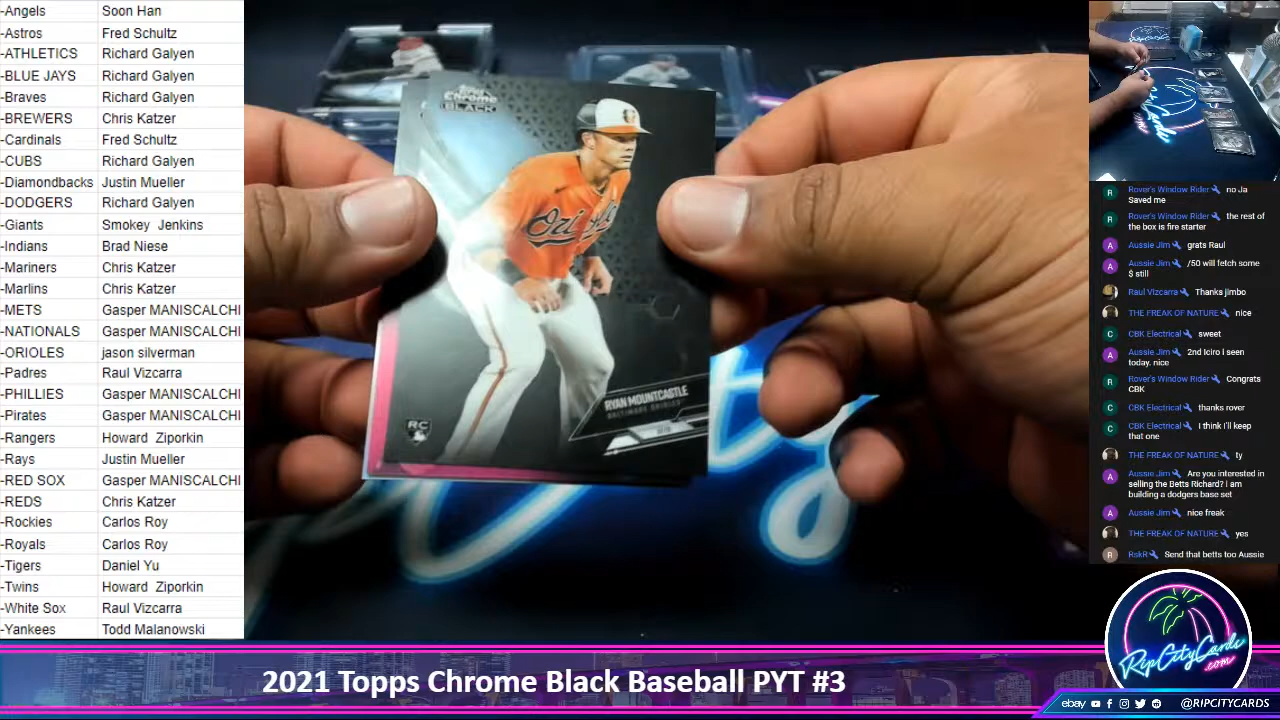 -Angels Soon Han
-Astros Fred Schultz
-ATHLETICS Richard Galyen
-BLUE JAYS Richard Galyen
-Braves Richard Galyen
-BREWERS Chris Katzer
-Cardinals Fred Schultz
-CUBS Richard Galyen
-Diamondbacks Justin Mueller
-DODGERS Richard Galyen
-Giants Smokey Jenkins
-Indians Brad Niese
-Mariners Chris Katzer
-Marlins Chris Katzer
-METS Gasper MANISCALCHI
-NATIONALS Gasper MANISCALCHI
-ORIOLES jason silverman
-Padres Raul Vizcarra
-PHILLIES Gasper MANISCALCHI
-Pirates Gasper MANISCALCHI
-Rangers Howard Ziporkin
-Rays Justin Mueller
-RED SOX Gasper MANISCALCHI
-REDS Chris Katzer
-Rockies Carlos Roy
-Royals Carlos Roy
-Tigers Daniel Yu
-Twins Howard Ziporkin
-White Sox Raul Vizcarra
-Yankees Todd Malanowski
Topps
Chrome
BLACK
Orioles
RYAN MOUNTCASTLE
BALTIMORE ORIOLES
RC
R Rover's Window Rider no Ja
Saved me
R Rover's Window Rider the rest of
the box is fire starter
A Aussie Jim grats Raul
A Aussie Jim /50 will fetch some
$ still
Raul Vizcarra Thanks jimbo
THE FREAK OF NATURE nice
C CBK Electrical sweet
A Aussie Jim 2nd Iciro i seen
today. nice
R Rover's Window Rider Congrats
CBK
C CBK Electrical thanks rover
C CBK Electrical I think I'll keep
that one
THE FREAK OF NATURE ty
A Aussie Jim Are you interested in
selling the Betts Richard? I am
building a dodgers base set
A Aussie Jim nice freak
THE FREAK OF NATURE yes
R RskR Send that betts too Aussie
RipCityCards
.com
2021 Topps Chrome Black Baseball PYT #3
ebay @RIPCITYCARDS